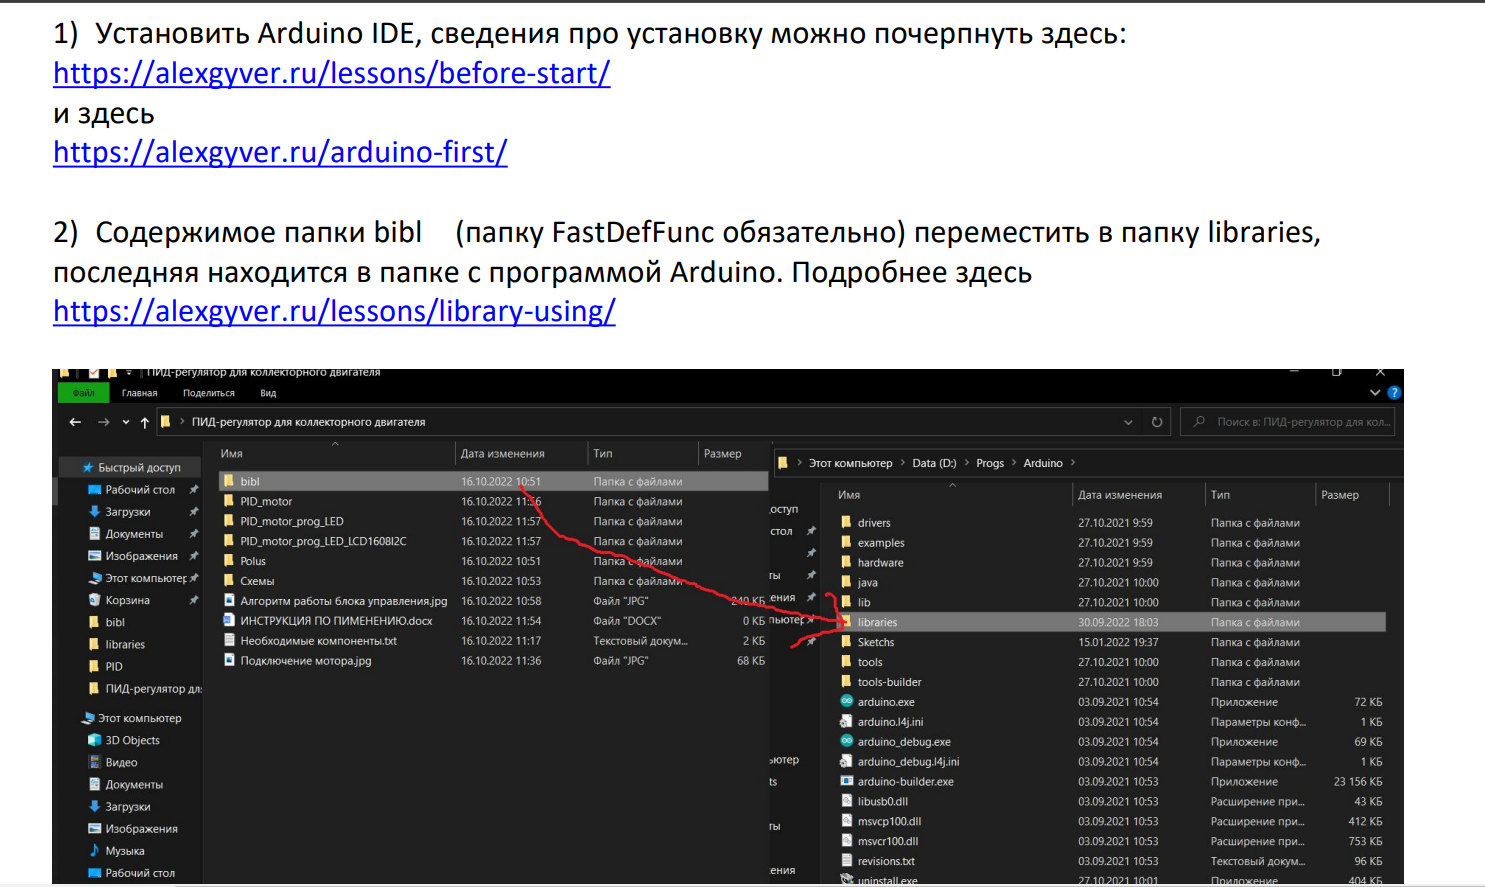 1) Установить Arduino IDE, сведения про установку можно почерпнуть здесь:
https://alexgyver.ru/lessons/before-start/
и здесь
https://alexgyver.ru/arduino-first/
2) Содержимое папки bibl (папку FastDefFunc обязательно) переместить в папку libraries,
последняя находится в папке с программой Arduino. Подробнее здесь
https://alexgyver.ru/lessons/library-using/
ПИД-регулятор для коллекторного двигателя
Файл Главная Поделиться Вид
ПИД-регулятор для коллекторного двигателя
Поиск в: ПИД-регулятор для кол...
Быстрый доступ
Рабочий стол
Загрузки
Документы
Изображения
Этот компьютер
Корзина
bibl
libraries
PID
ПИД-регулятор дл
Этот компьютер
3D Objects
Видео
Документы
Загрузки
Изображения
Музыка
Рабочий стол
Имя Дата изменения Тип Размер
bibl 16.10.2022 10:51 Папка с файлами
PID_motor 16.10.2022 11:56 Папка с файлами
PID_motor_prog_LED 16.10.2022 11:57 Папка с файлами
PID_motor_prog_LED_LCD1608I2C 16.10.2022 11:57 Папка с файлами
Polus 16.10.2022 10:51 Папка с файлами
Схемы 16.10.2022 10:53 Папка с файлами
Алгоритм работы блока управления.jpg 16.10.2022 10:58 Файл "JPG" 240 КБ
ИНСТРУКЦИЯ ПО ПИМЕНЕНИЮ.docx 16.10.2022 11:54 Файл "DOCX" 0 КБ
Необходимые компоненты.txt 16.10.2022 11:17 Текстовый докум... 2 КБ
Подключение мотора.jpg 16.10.2022 11:36 Файл "JPG" 68 КБ
Этот компьютер Data (D:) Progs Arduino
оступ
стол
ты
ения
пьютер
ьютер
ts
ты
ения
Имя Дата изменения Тип Размер
drivers 27.10.2021 9:59 Папка с файлами
examples 27.10.2021 9:59 Папка с файлами
hardware 27.10.2021 9:59 Папка с файлами
java 27.10.2021 10:00 Папка с файлами
lib 27.10.2021 10:00 Папка с файлами
libraries 30.09.2022 18:03 Папка с файлами
Sketchs 15.01.2022 19:37 Папка с файлами
tools 27.10.2021 10:00 Папка с файлами
tools-builder 27.10.2021 10:00 Папка с файлами
arduino.exe 03.09.2021 10:54 Приложение 72 КБ
arduino.l4j.ini 03.09.2021 10:54 Параметры конф... 1 КБ
arduino_debug.exe 03.09.2021 10:54 Приложение 69 КБ
arduino_debug.l4j.ini 03.09.2021 10:54 Параметры конф... 1 КБ
arduino-builder.exe 03.09.2021 10:53 Приложение 23 156 КБ
libusb0.dll 03.09.2021 10:53 Расширение при... 43 КБ
msvcp100.dll 03.09.2021 10:53 Расширение при... 412 КБ
msvcr100.dll 03.09.2021 10:53 Расширение при... 753 КБ
revisions.txt 03.09.2021 10:53 Текстовый докум... 96 КБ
uninstall.exe 27.10.2021 10:01 Приложение 404 КБ